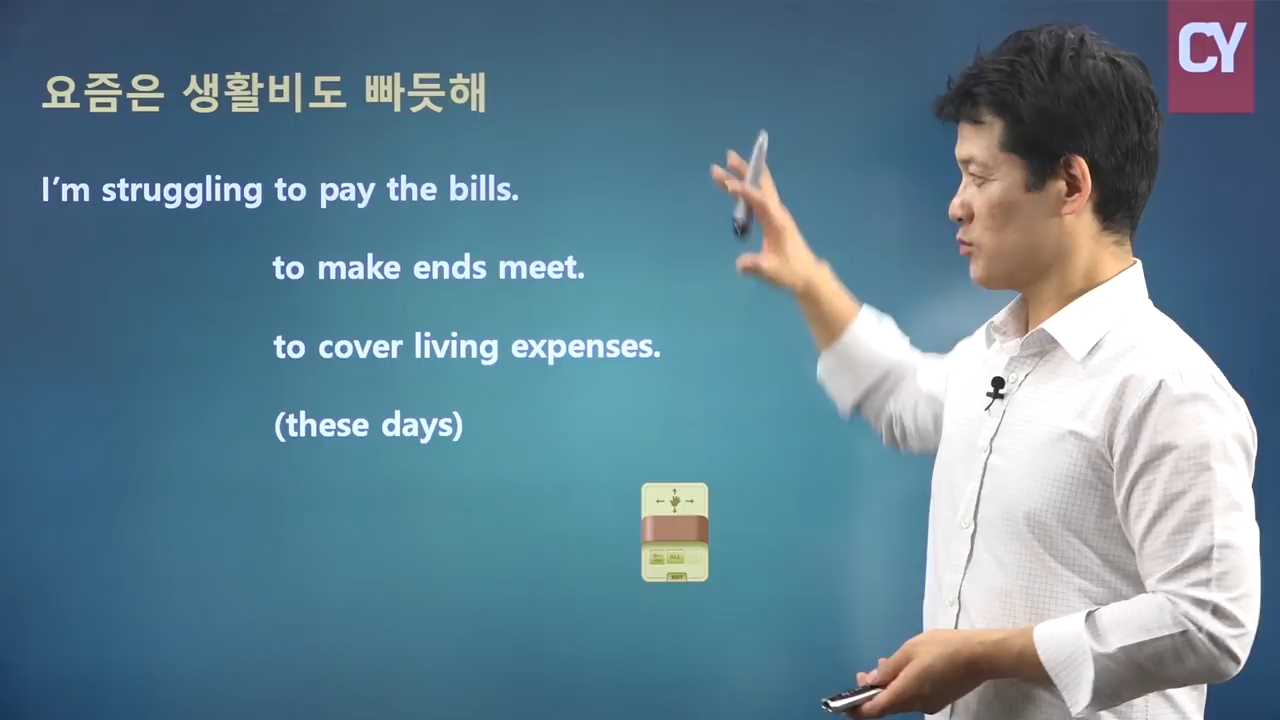 요즘은 생활비도 빠듯해
CY
I'm struggling to pay the bills.
to make ends meet.
to cover living expenses.
(these days)